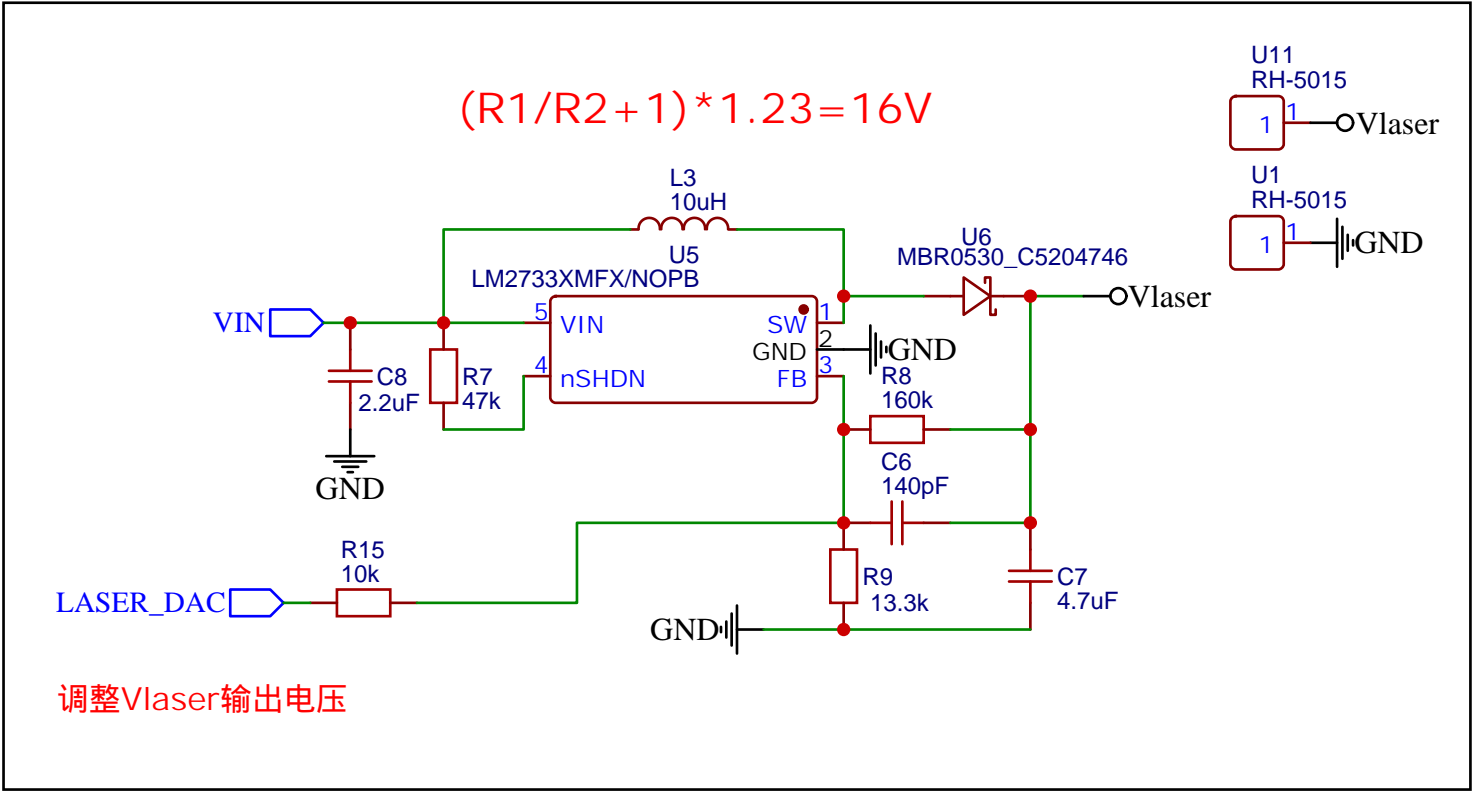 (R1/R2+1)*1.23=16V
U11
RH-5015
1
1
Vlaser
U1
RH-5015
1
1
GND
L3
10uH
U5
LM2733XMFX/NOPB
U6
MBR0530_C5204746
VIN
5
VIN
SW
1
Vlaser
GND
2
GND
4
nSHDN
FB
3
C8
2.2uF
R7
47k
R8
160k
GND
C6
140pF
R15
10k
LASER_DAC
R9
13.3k
C7
4.7uF
GND
调整Vlaser输出电压